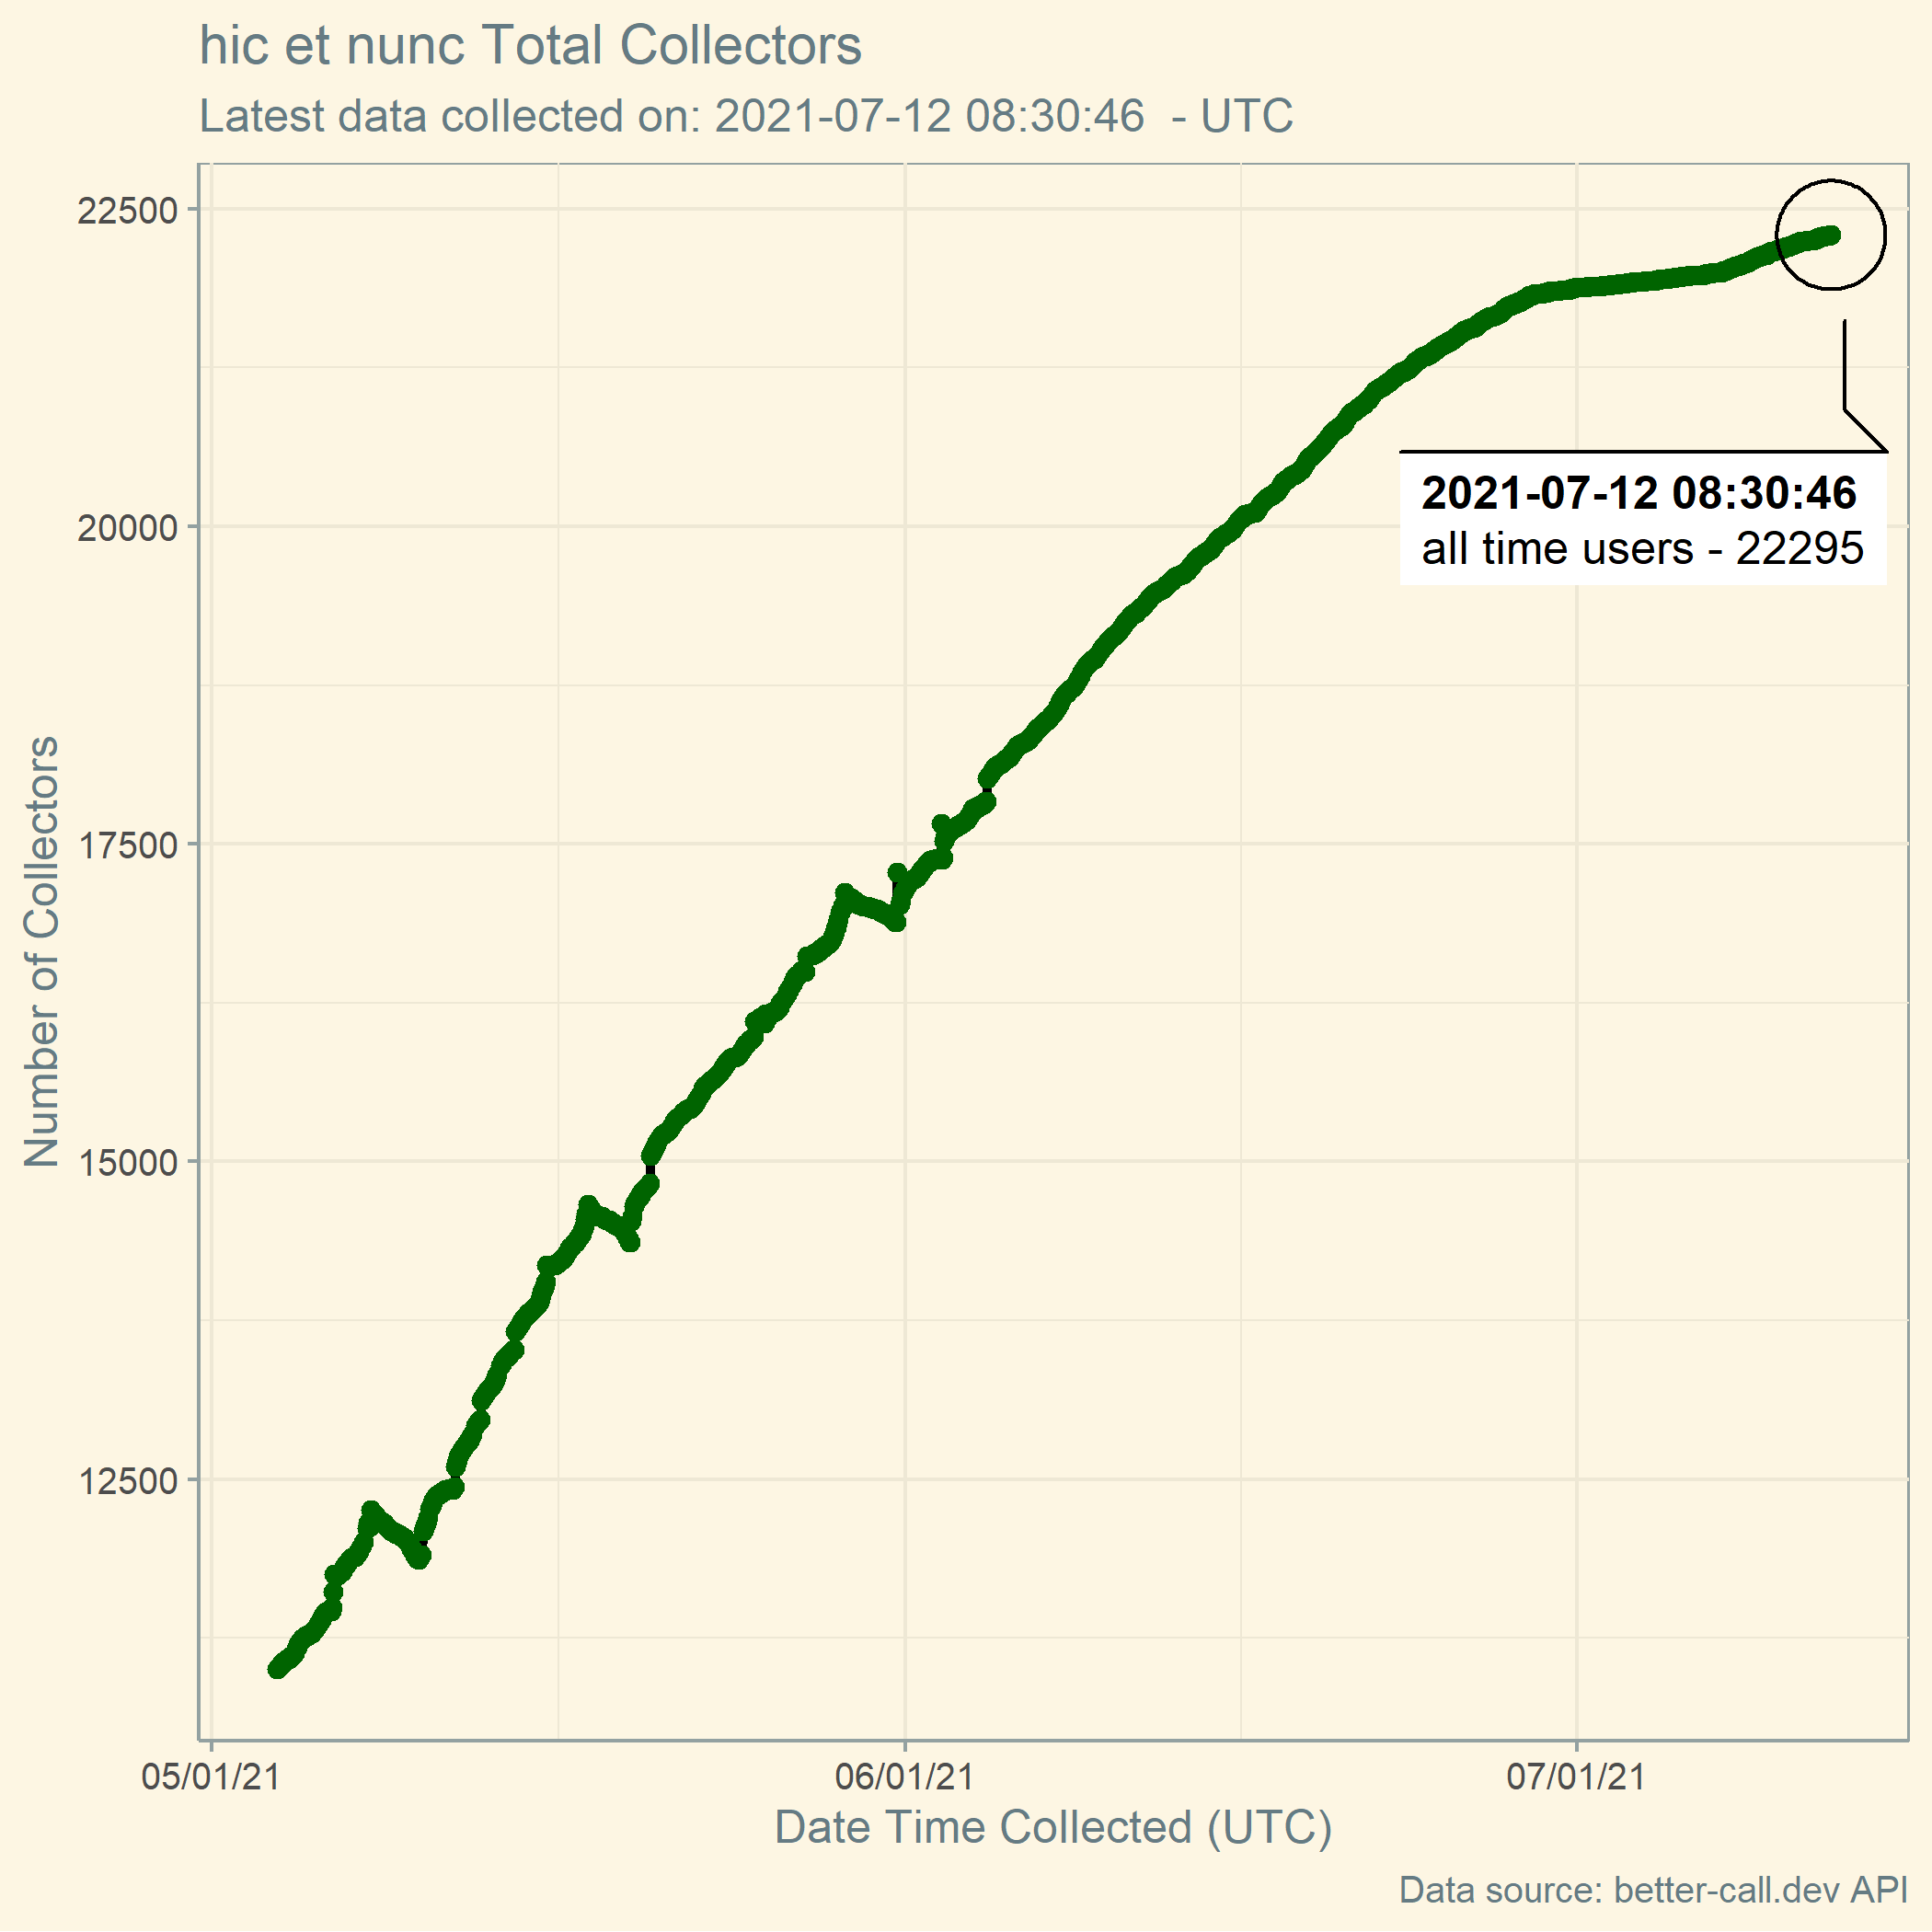 hic et nunc Total Collectors
Latest data collected on: 2021-07-12 08:30:46  - UTC
22500
20000
17500
15000
12500
Number of Collectors
2021-07-12 08:30:46
all time users - 22295
05/01/21
06/01/21
07/01/21
Date Time Collected (UTC)
Data source: better-call.dev API